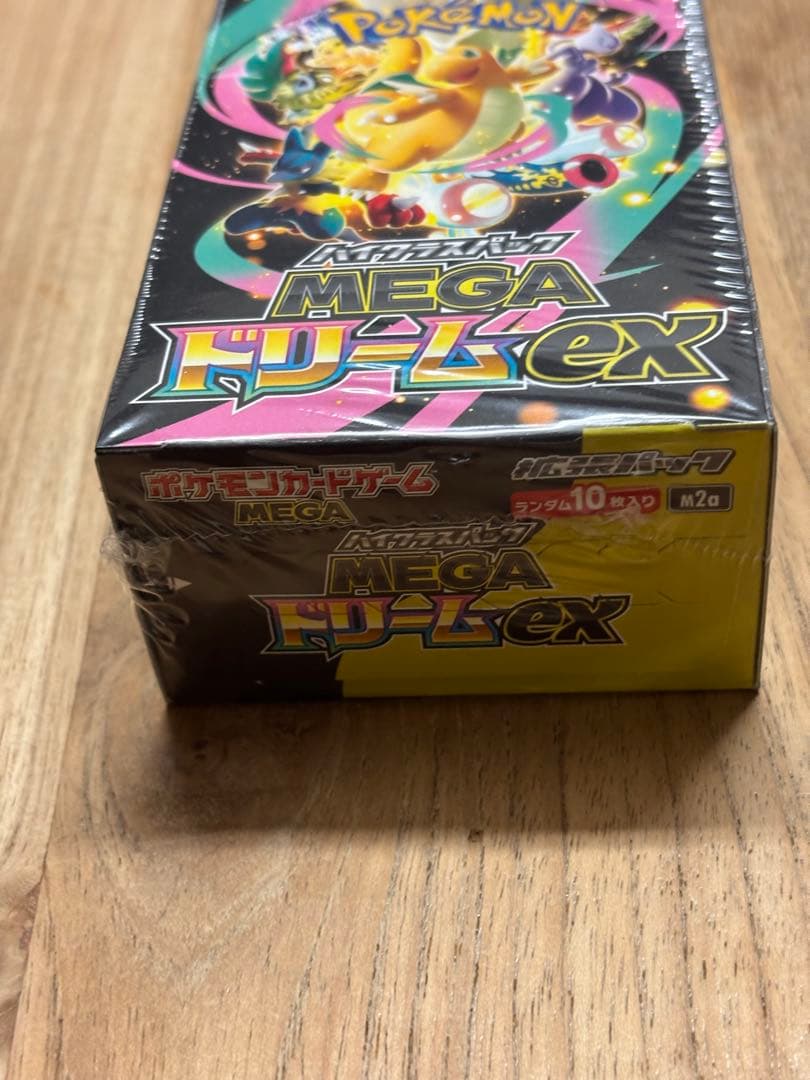 POKÉMON
ハイクラスパック
MEGA
ドリームex
ポケモンカードゲーム
MEGA
拡張パック
ランダム10枚入り
M2a
ハイクラスパック
MEGA
ドリームex